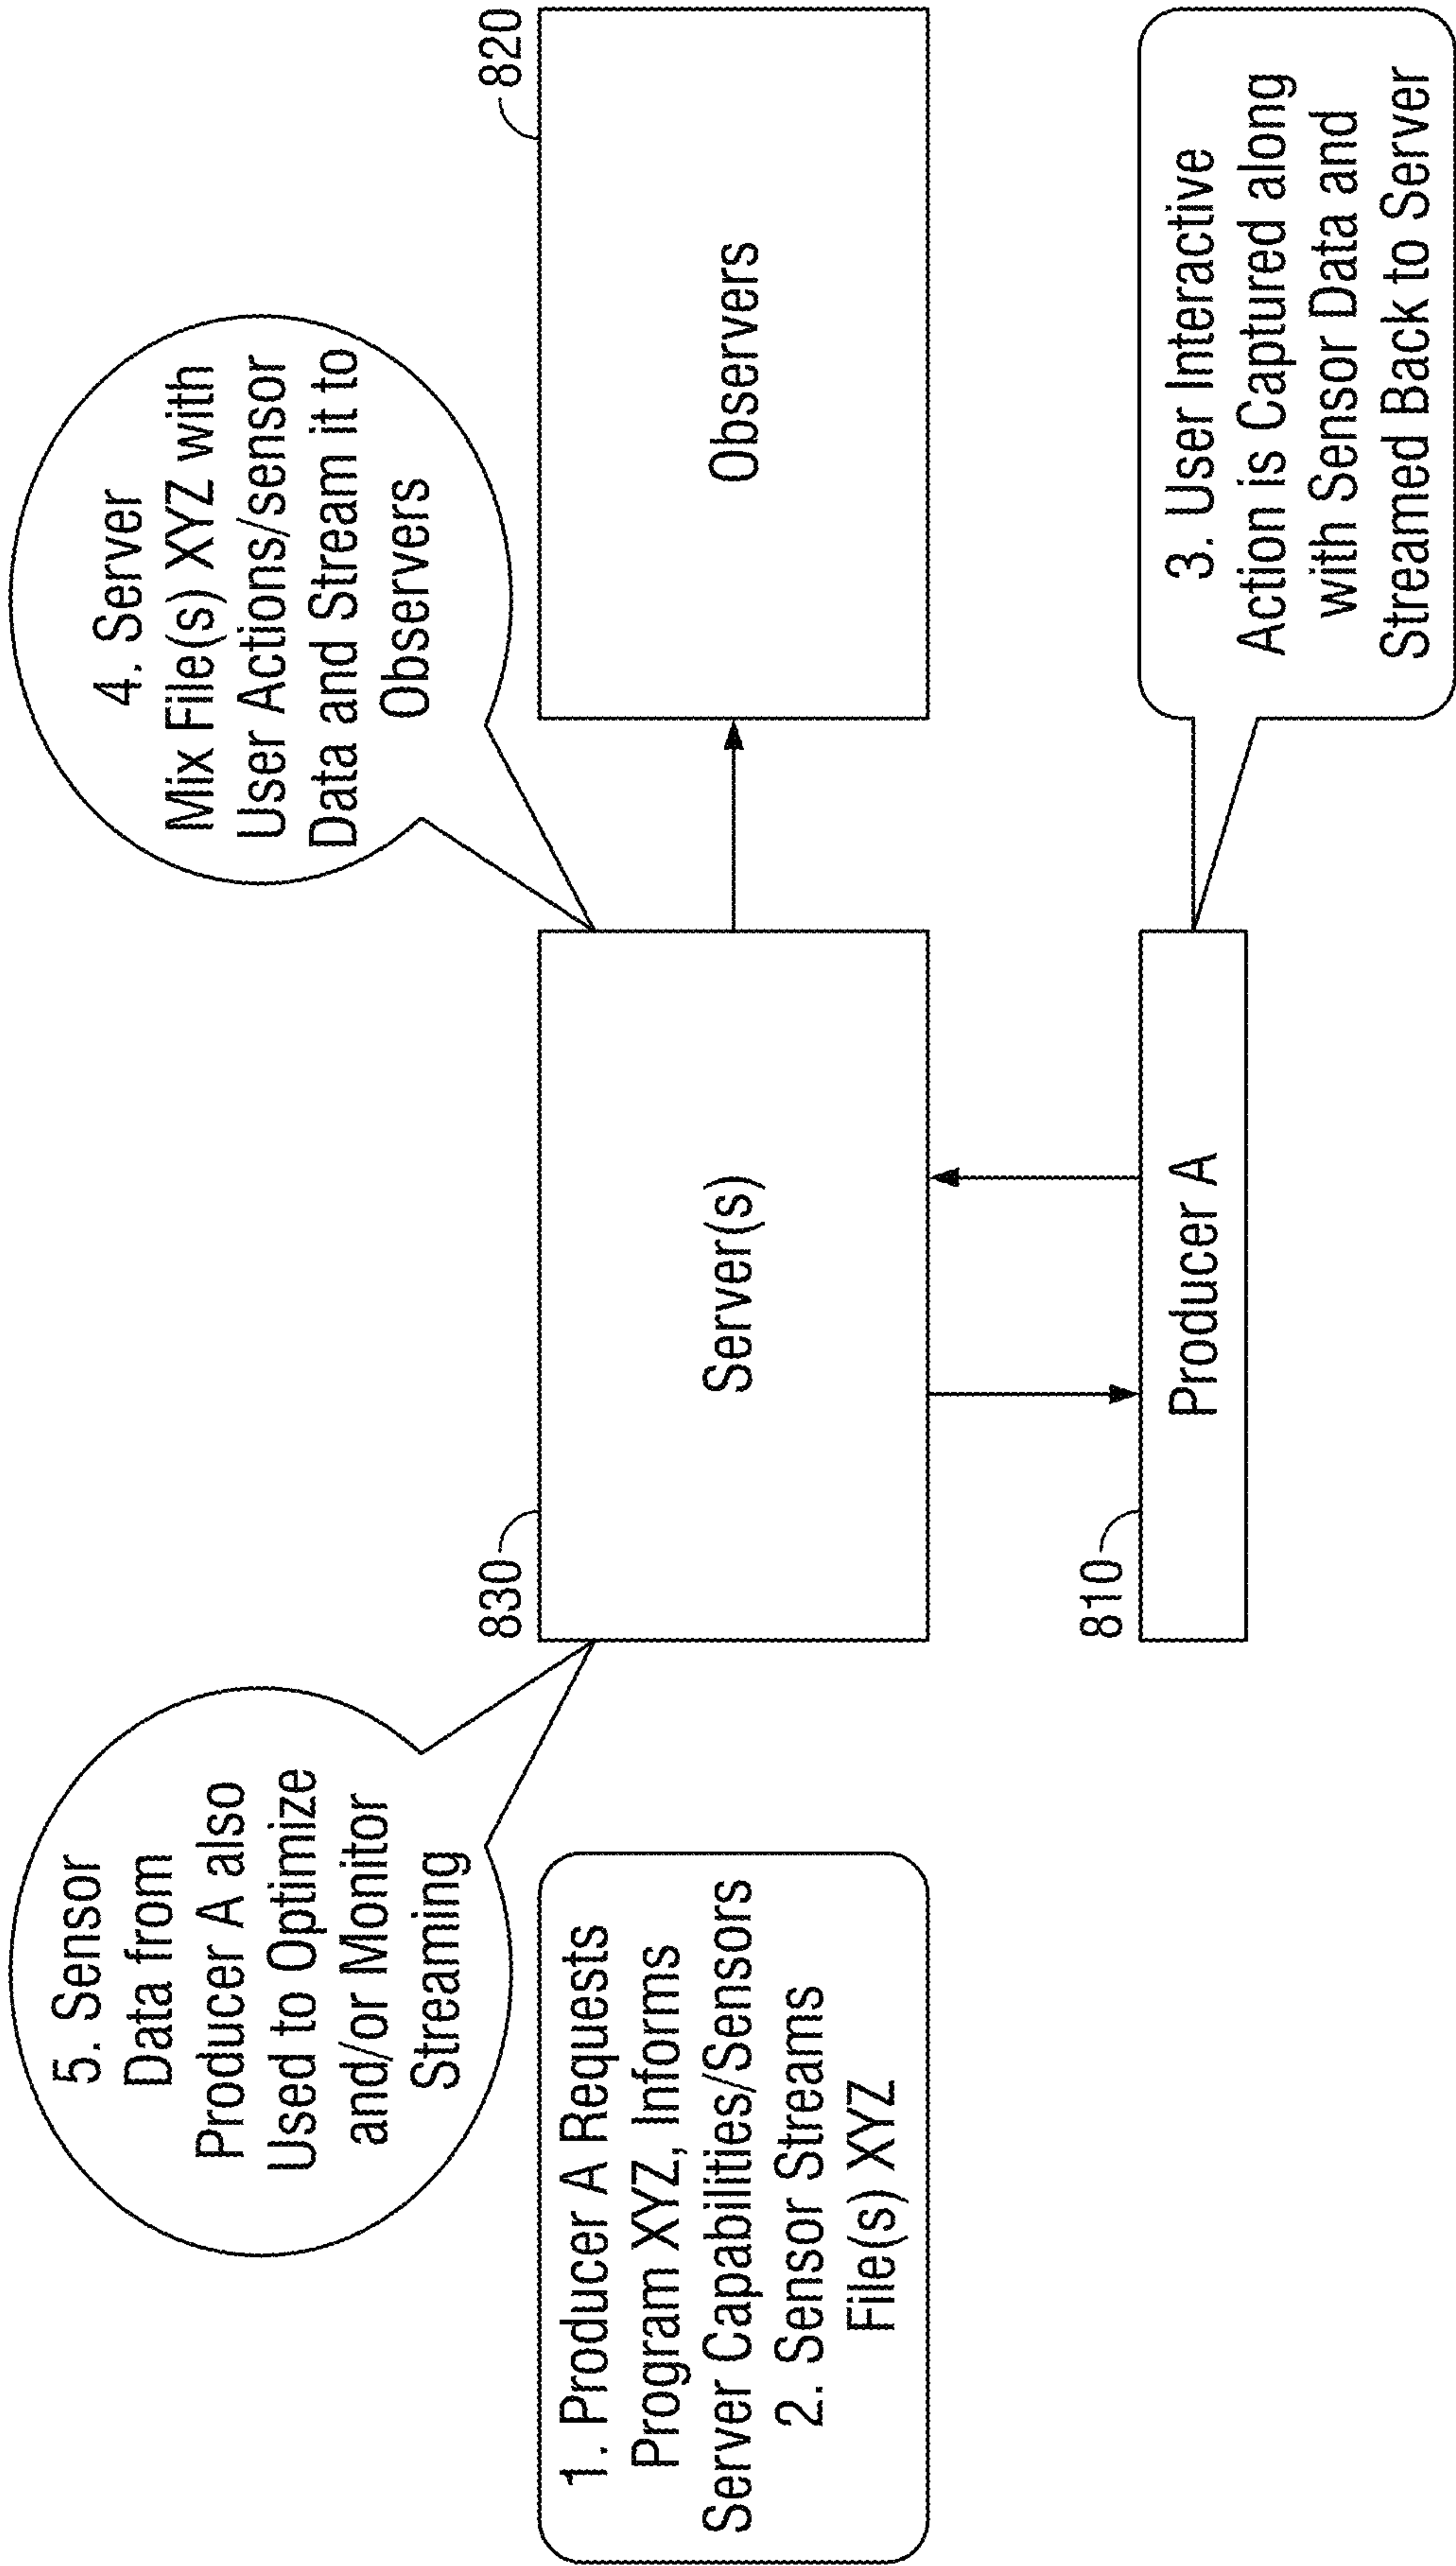 5. Sensor
Data from
Producer A also
Used to Optimize
and/or Monitor
Streaming
4. Server
Mix File(s) XYZ with
User Actions/sensor
Data and Stream it to
Observers
1. Producer A Requests
Program XYZ, Informs
Server Capabilities/Sensors
2. Sensor Streams
File(s) XYZ
830
Server(s)
820
Observers
810
Producer A
3. User Interactive
Action is Captured along
with Sensor Data and
Streamed Back to Server